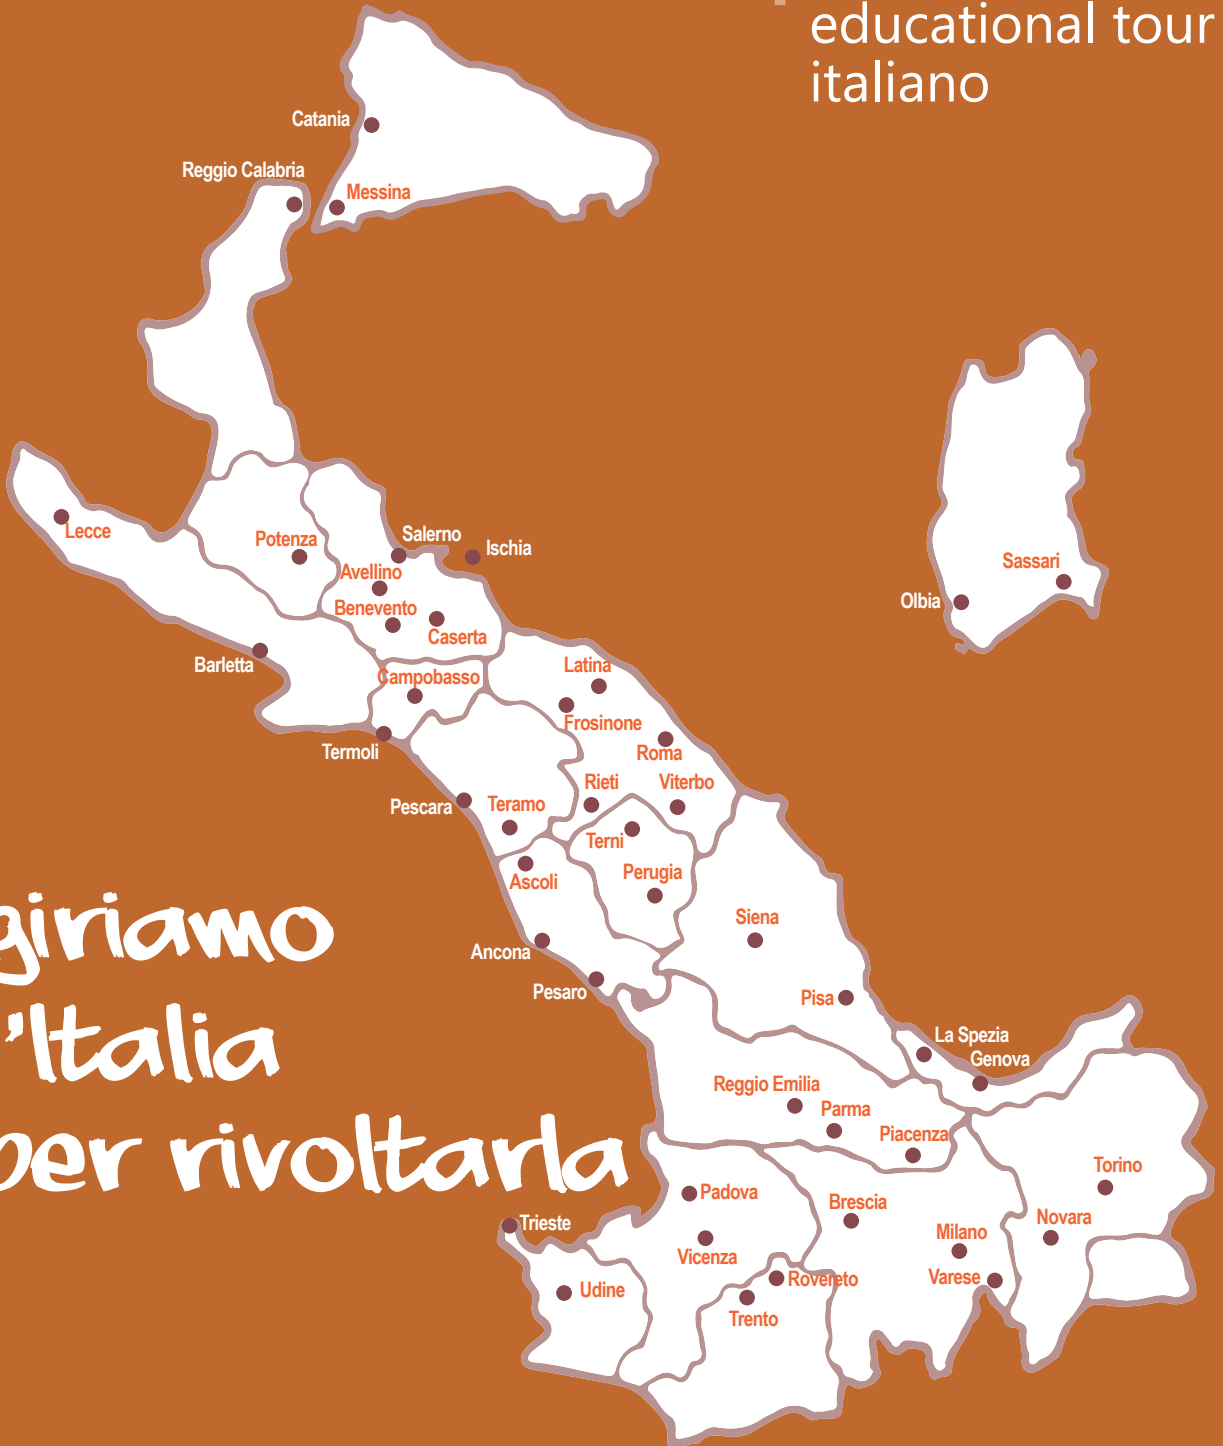 educational tour
italiano
Catania
Reggio Calabria
Messina
Lecce
Potenza
Salerno
Ischia
Avellino
Benevento
Caserta
Sassari
Olbia
Barletta
Latina
Campobasso
Frosinone
Termoli
Roma
Rieti
Viterbo
Pescara
Teramo
Terni
Perugia
Ascoli
Siena
giriamo
Ancona
Pesaro
Pisa
l'Italia
La Spezia
Genova
Reggio Emilia
Parma
Piacenza
per rivoltarla
Torino
Padova
Brescia
Novara
Trieste
Milano
Vicenza
Varese
Rovereto
Udine
Trento